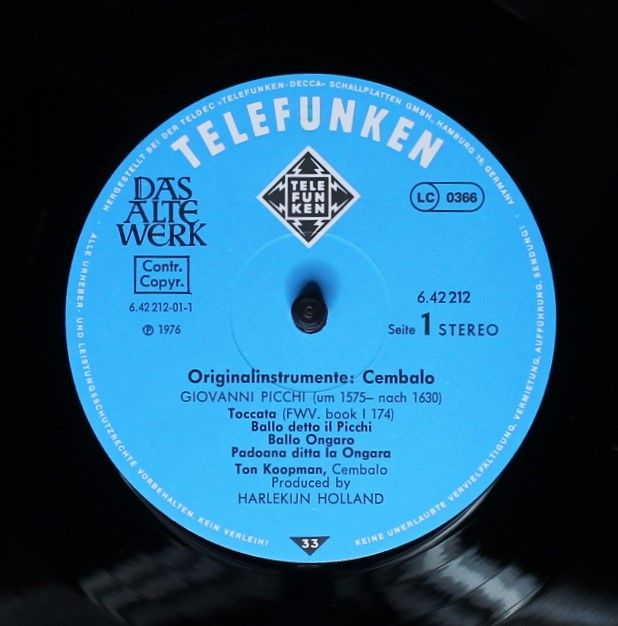 HERGESTELLT BEI DER TELDEC »TELEFUNKEN-DECCA« SCHALLPLATTEN GMBH., HAMBURG 19, GERMANY ·
TELEFUNKEN
TELE
FUN
KEN
DAS
ALTE
WERK
LC 0366
Contr.
Copyr.
6.42 212-01-1
℗ 1976
6.42 212
Seite 1 STEREO
Originalinstrumente: Cembalo
GIOVANNI PICCHI (um 1575– nach 1630)
Toccata (FWV. book I 174)
Ballo detto il Picchi
Ballo Ongaro
Padoana ditta la Ongara
Ton Koopman, Cembalo
Produced by
HARLEKIJN HOLLAND
33
· ALLE URHEBER- UND LEISTUNGSSCHUTZRECHTE VORBEHALTEN. KEIN VERLEIH!
KEINE UNERLAUBTE VERVIELFÄLTIGUNG, VERMIETUNG, AUFFÜHRUNG, SENDUNG!